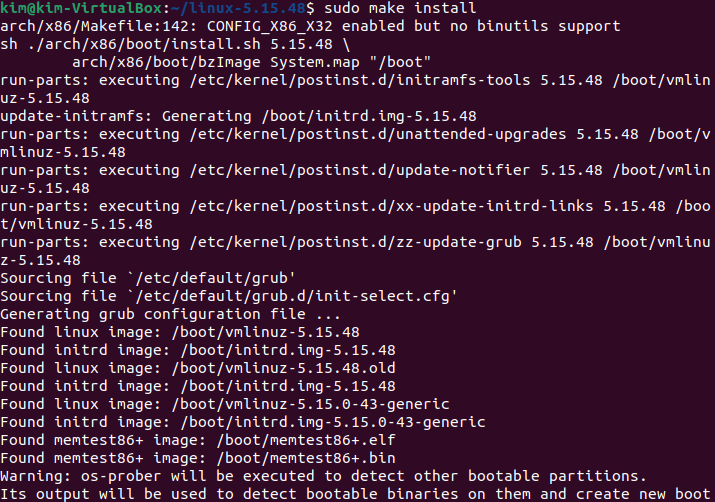 kim@kim-VirtualBox:~/linux-5.15.48$ sudo make install
arch/x86/Makefile:142: CONFIG_X86_X32 enabled but no binutils support
sh ./arch/x86/boot/install.sh 5.15.48 \
        arch/x86/boot/bzImage System.map "/boot"
run-parts: executing /etc/kernel/postinst.d/initramfs-tools 5.15.48 /boot/vmlin
uz-5.15.48
update-initramfs: Generating /boot/initrd.img-5.15.48
run-parts: executing /etc/kernel/postinst.d/unattended-upgrades 5.15.48 /boot/v
mlinuz-5.15.48
run-parts: executing /etc/kernel/postinst.d/update-notifier 5.15.48 /boot/vmlin
uz-5.15.48
run-parts: executing /etc/kernel/postinst.d/xx-update-initrd-links 5.15.48 /boo
t/vmlinuz-5.15.48
run-parts: executing /etc/kernel/postinst.d/zz-update-grub 5.15.48 /boot/vmlinu
z-5.15.48
Sourcing file `/etc/default/grub'
Sourcing file `/etc/default/grub.d/init-select.cfg'
Generating grub configuration file ...
Found linux image: /boot/vmlinuz-5.15.48
Found initrd image: /boot/initrd.img-5.15.48
Found linux image: /boot/vmlinuz-5.15.48.old
Found initrd image: /boot/initrd.img-5.15.48
Found linux image: /boot/vmlinuz-5.15.0-43-generic
Found initrd image: /boot/initrd.img-5.15.0-43-generic
Found memtest86+ image: /boot/memtest86+.elf
Found memtest86+ image: /boot/memtest86+.bin
Warning: os-prober will be executed to detect other bootable partitions.
Its output will be used to detect bootable binaries on them and create new boot